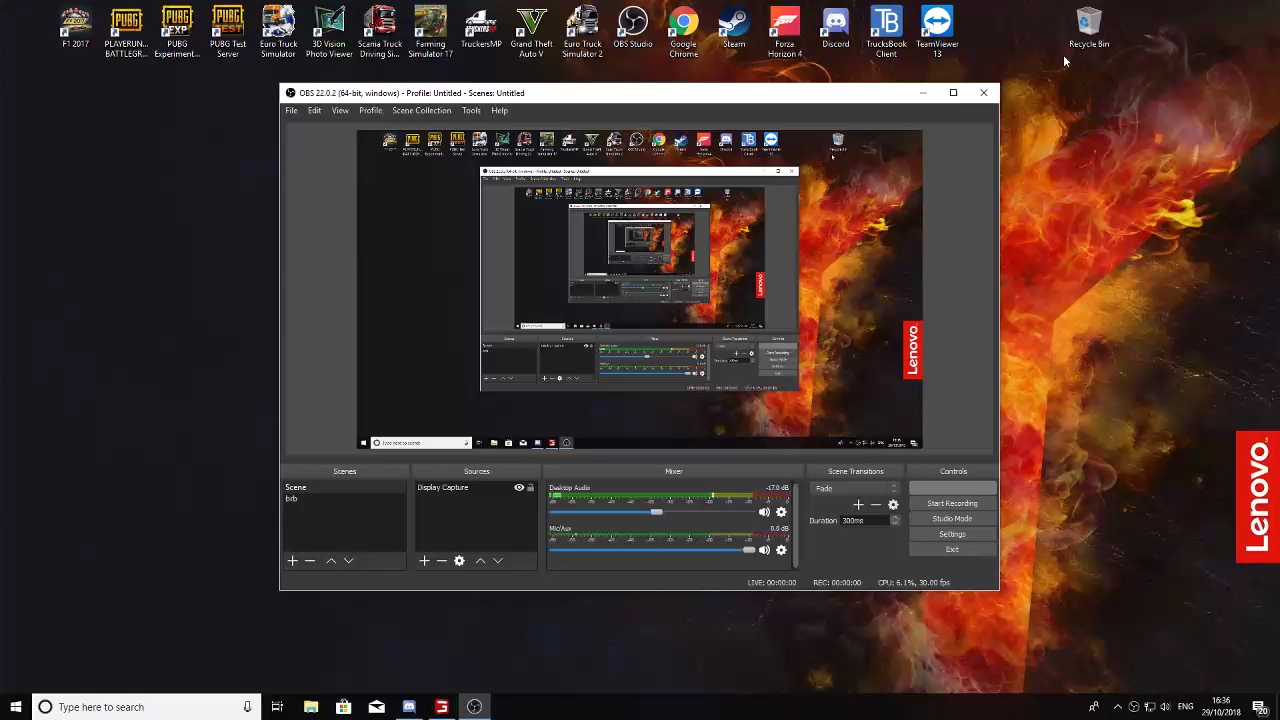 F1 2017
PLAYERUN... BATTLEGR...
PUBG Experiment...
PUBG Test Server
Euro Truck Simulator
3D Vision Photo Viewer
Scania Truck Driving Si...
Farming Simulator 17
TruckersMP
Grand Theft Auto V
Euro Truck Simulator 2
OBS Studio
Google Chrome
Steam
Forza Horizon 4
Discord
TrucksBook Client
TeamViewer 13
Recycle Bin
OBS 22.0.2 (64-bit, windows) - Profile: Untitled - Scenes: Untitled
File Edit View Profile Scene Collection Tools Help
Lenovo
Type here to search
Lenovo
Scenes Sources Mixer Scene Transitions Controls
Scene
brb
Display Capture
Desktop Audio -17.0 dB
Mic/Aux 0.0 dB
Fade
Duration 300ms
Start Recording
Studio Mode
Settings
Exit
LIVE: 00:00:00 REC: 00:00:00 CPU: 6.1%, 30.00 fps
Type here to search
ENG
16:36
29/10/2018
20